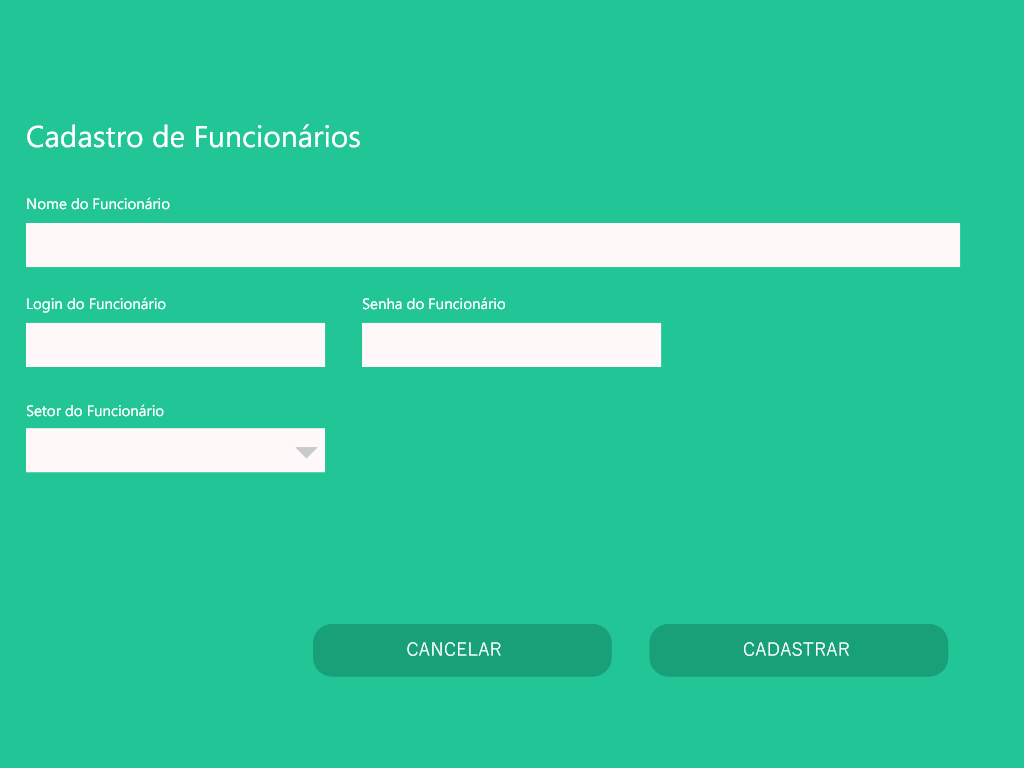 Cadastro de Funcionários
Nome do Funcionário
Login do Funcionário
Senha do Funcionário
Setor do Funcionário
CANCELAR
CADASTRAR